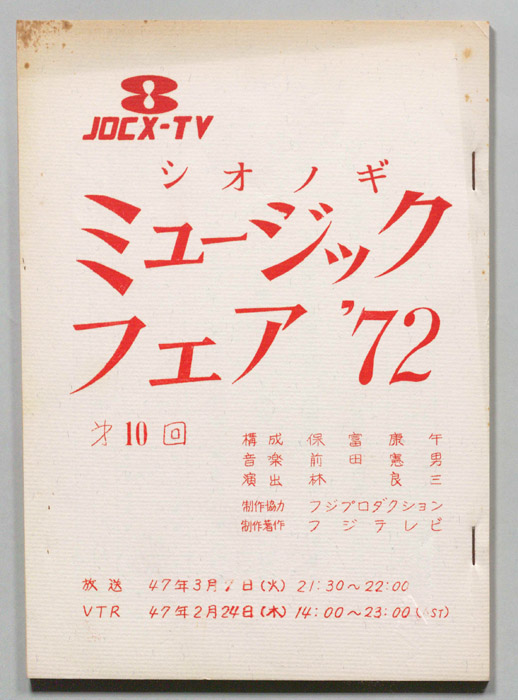 8
JOCX-TV
シオノギ
ミュージック
フェア '72
第10回
構成 保富康午
音楽 前田憲男
演出 林良三
制作協力 フジプロダクション
制作著作 フジテレビ
放送 47年3月7日(火) 21:30~22:00
VTR 47年2月24日(木) 14:00~23:00